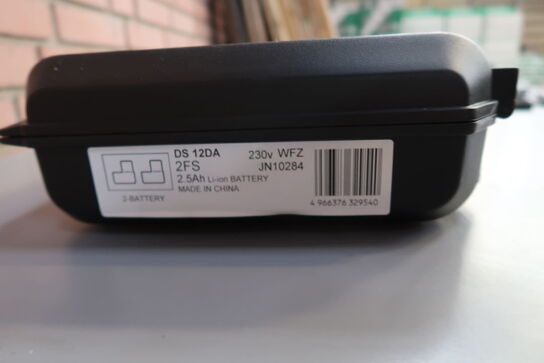 DS 12DA 230v WFZ
2FS JN10284
2.5Ah Li-ion BATTERY
MADE IN CHINA
2-BATTERY
4 966376 329540